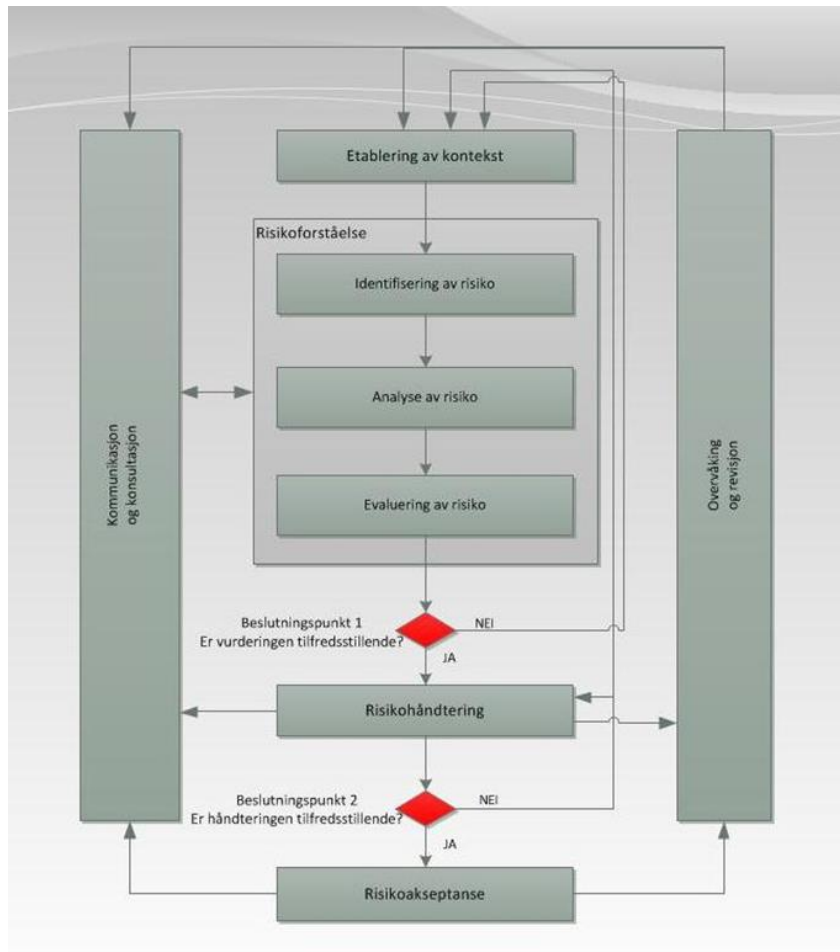 Etablering av kontekst
Risikoforståelse
Identifisering av risiko
Analyse av risiko
Evaluering av risiko
Kommunikasjon
og konsultasjon
Overvåking
og revisjon
Beslutningspunkt 1
Er vurderingen tilfredsstillende?
NEI
JA
Risikohåndtering
Beslutningspunkt 2
Er håndteringen tilfredsstillende?
NEI
JA
Risikoakseptanse